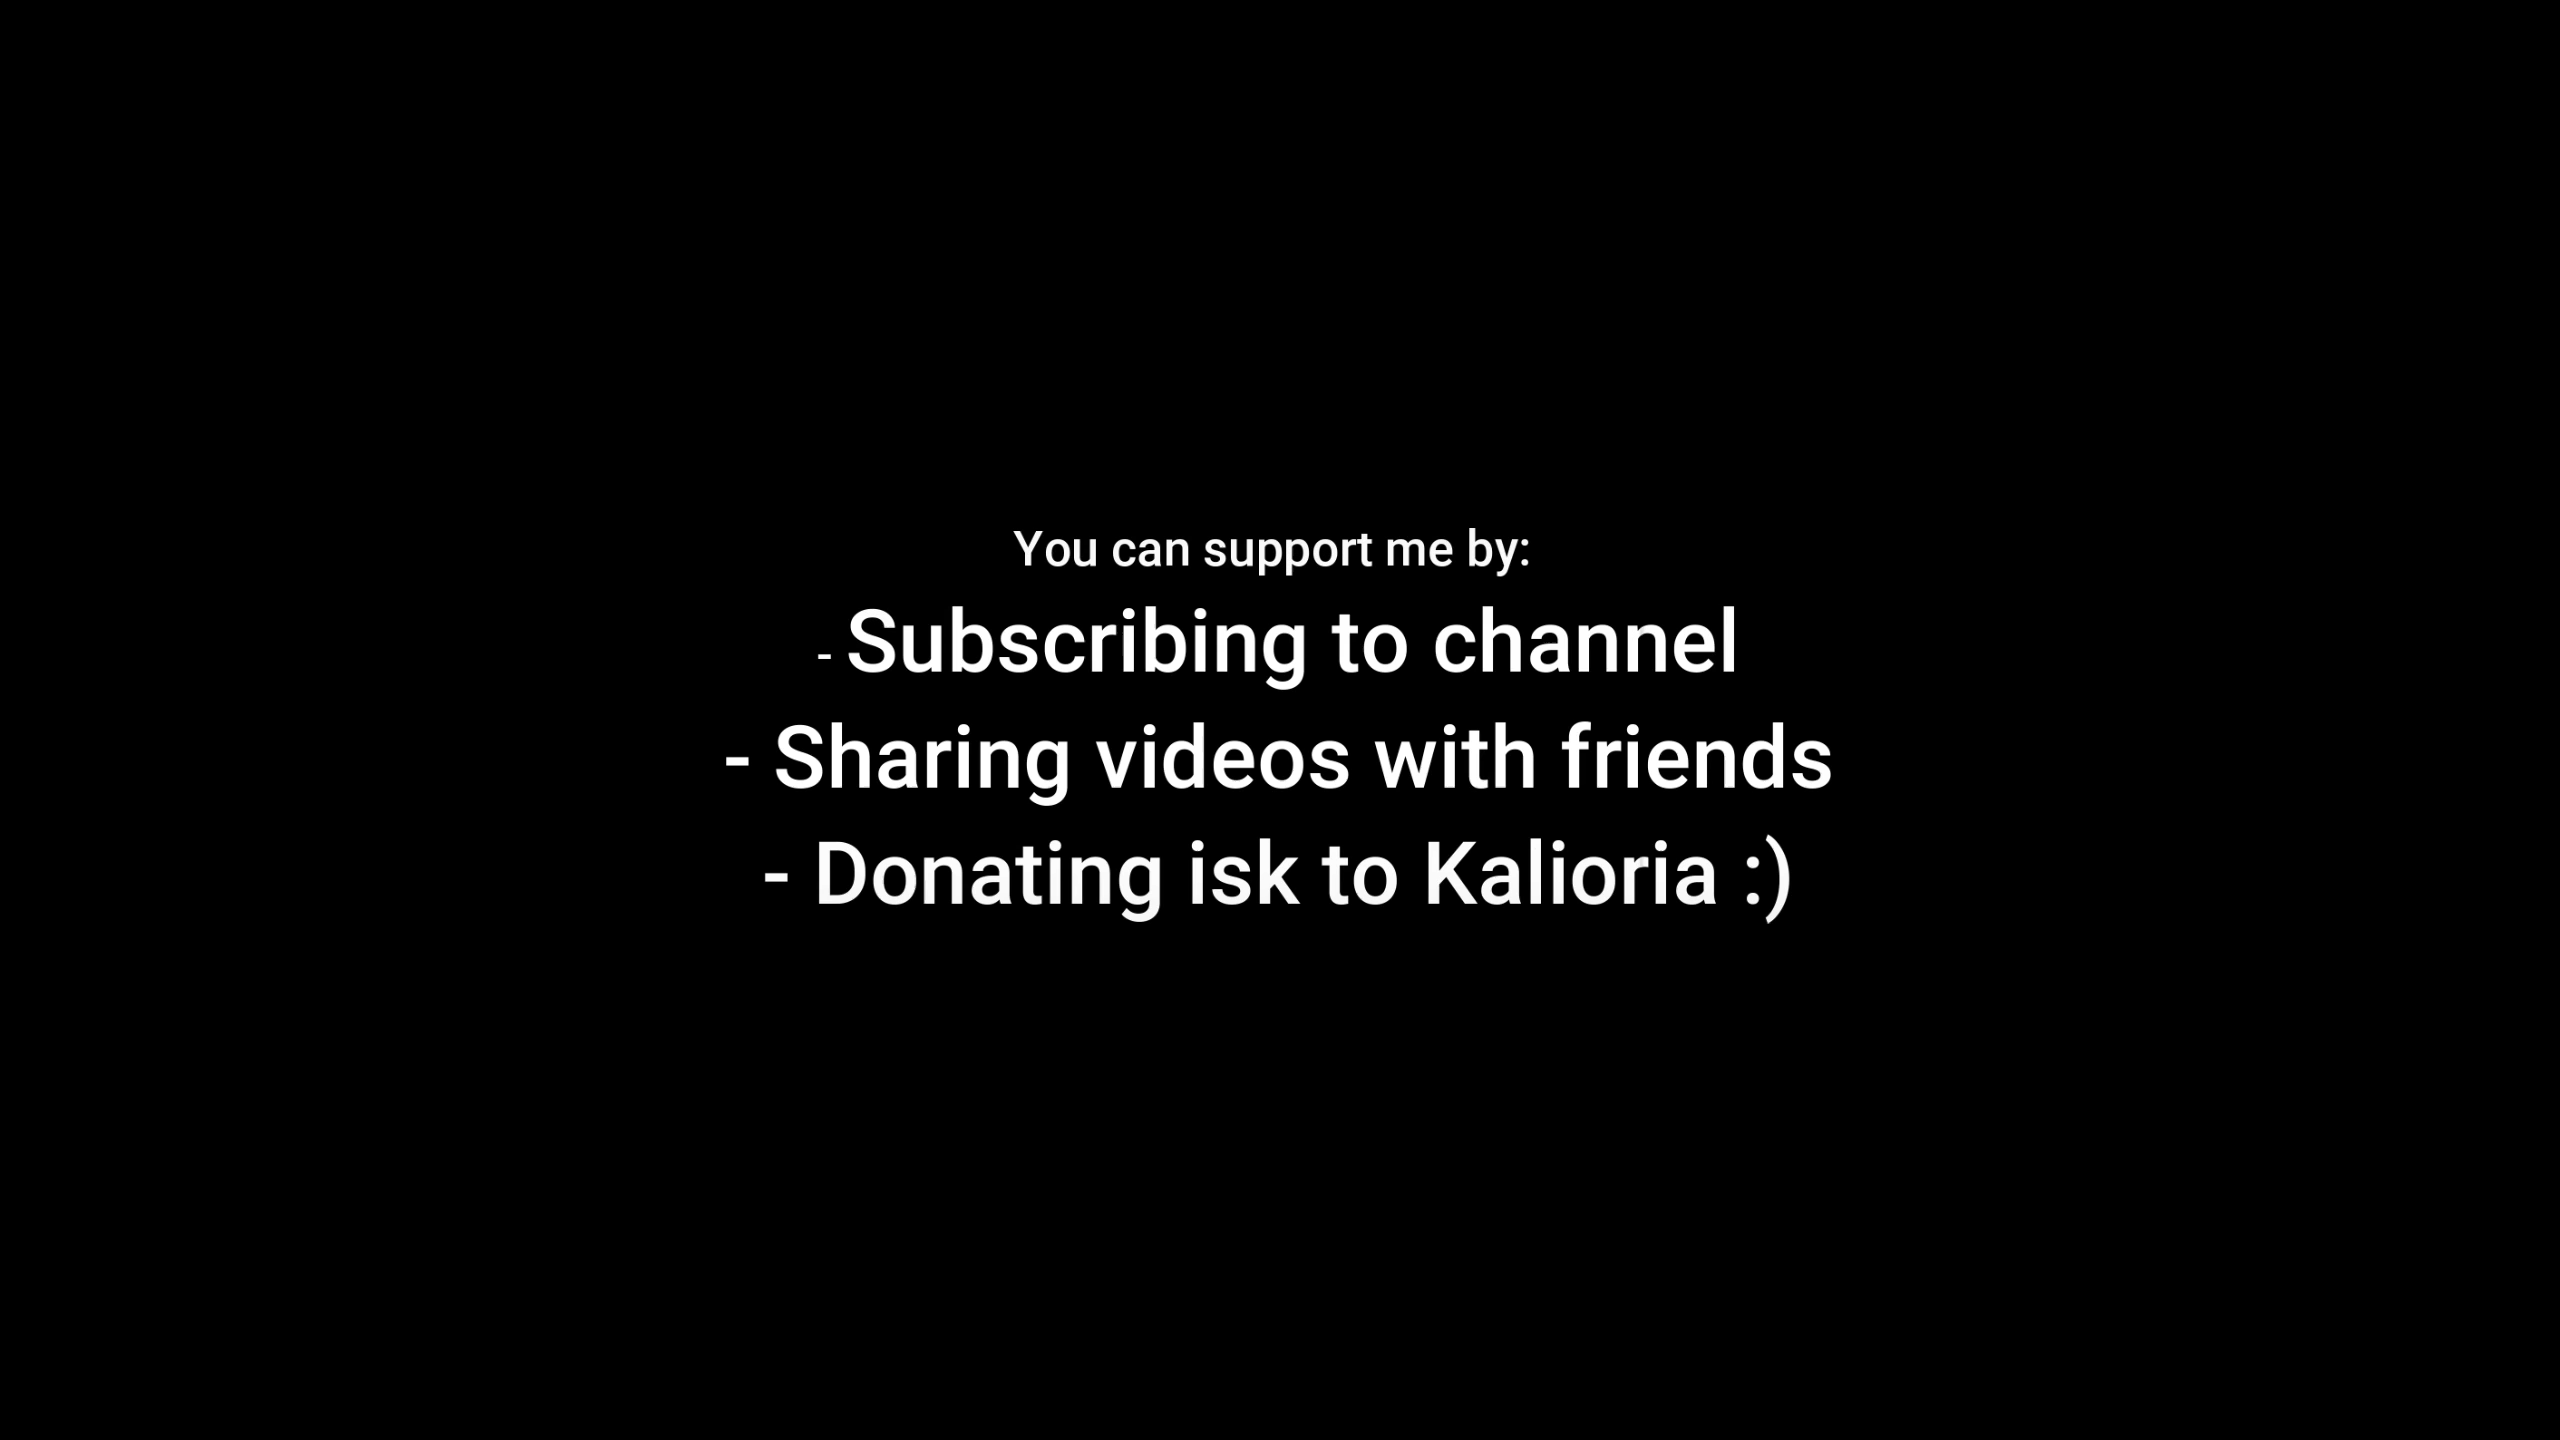 You can support me by:
- Subscribing to channel
- Sharing videos with friends
- Donating isk to Kalioria :)